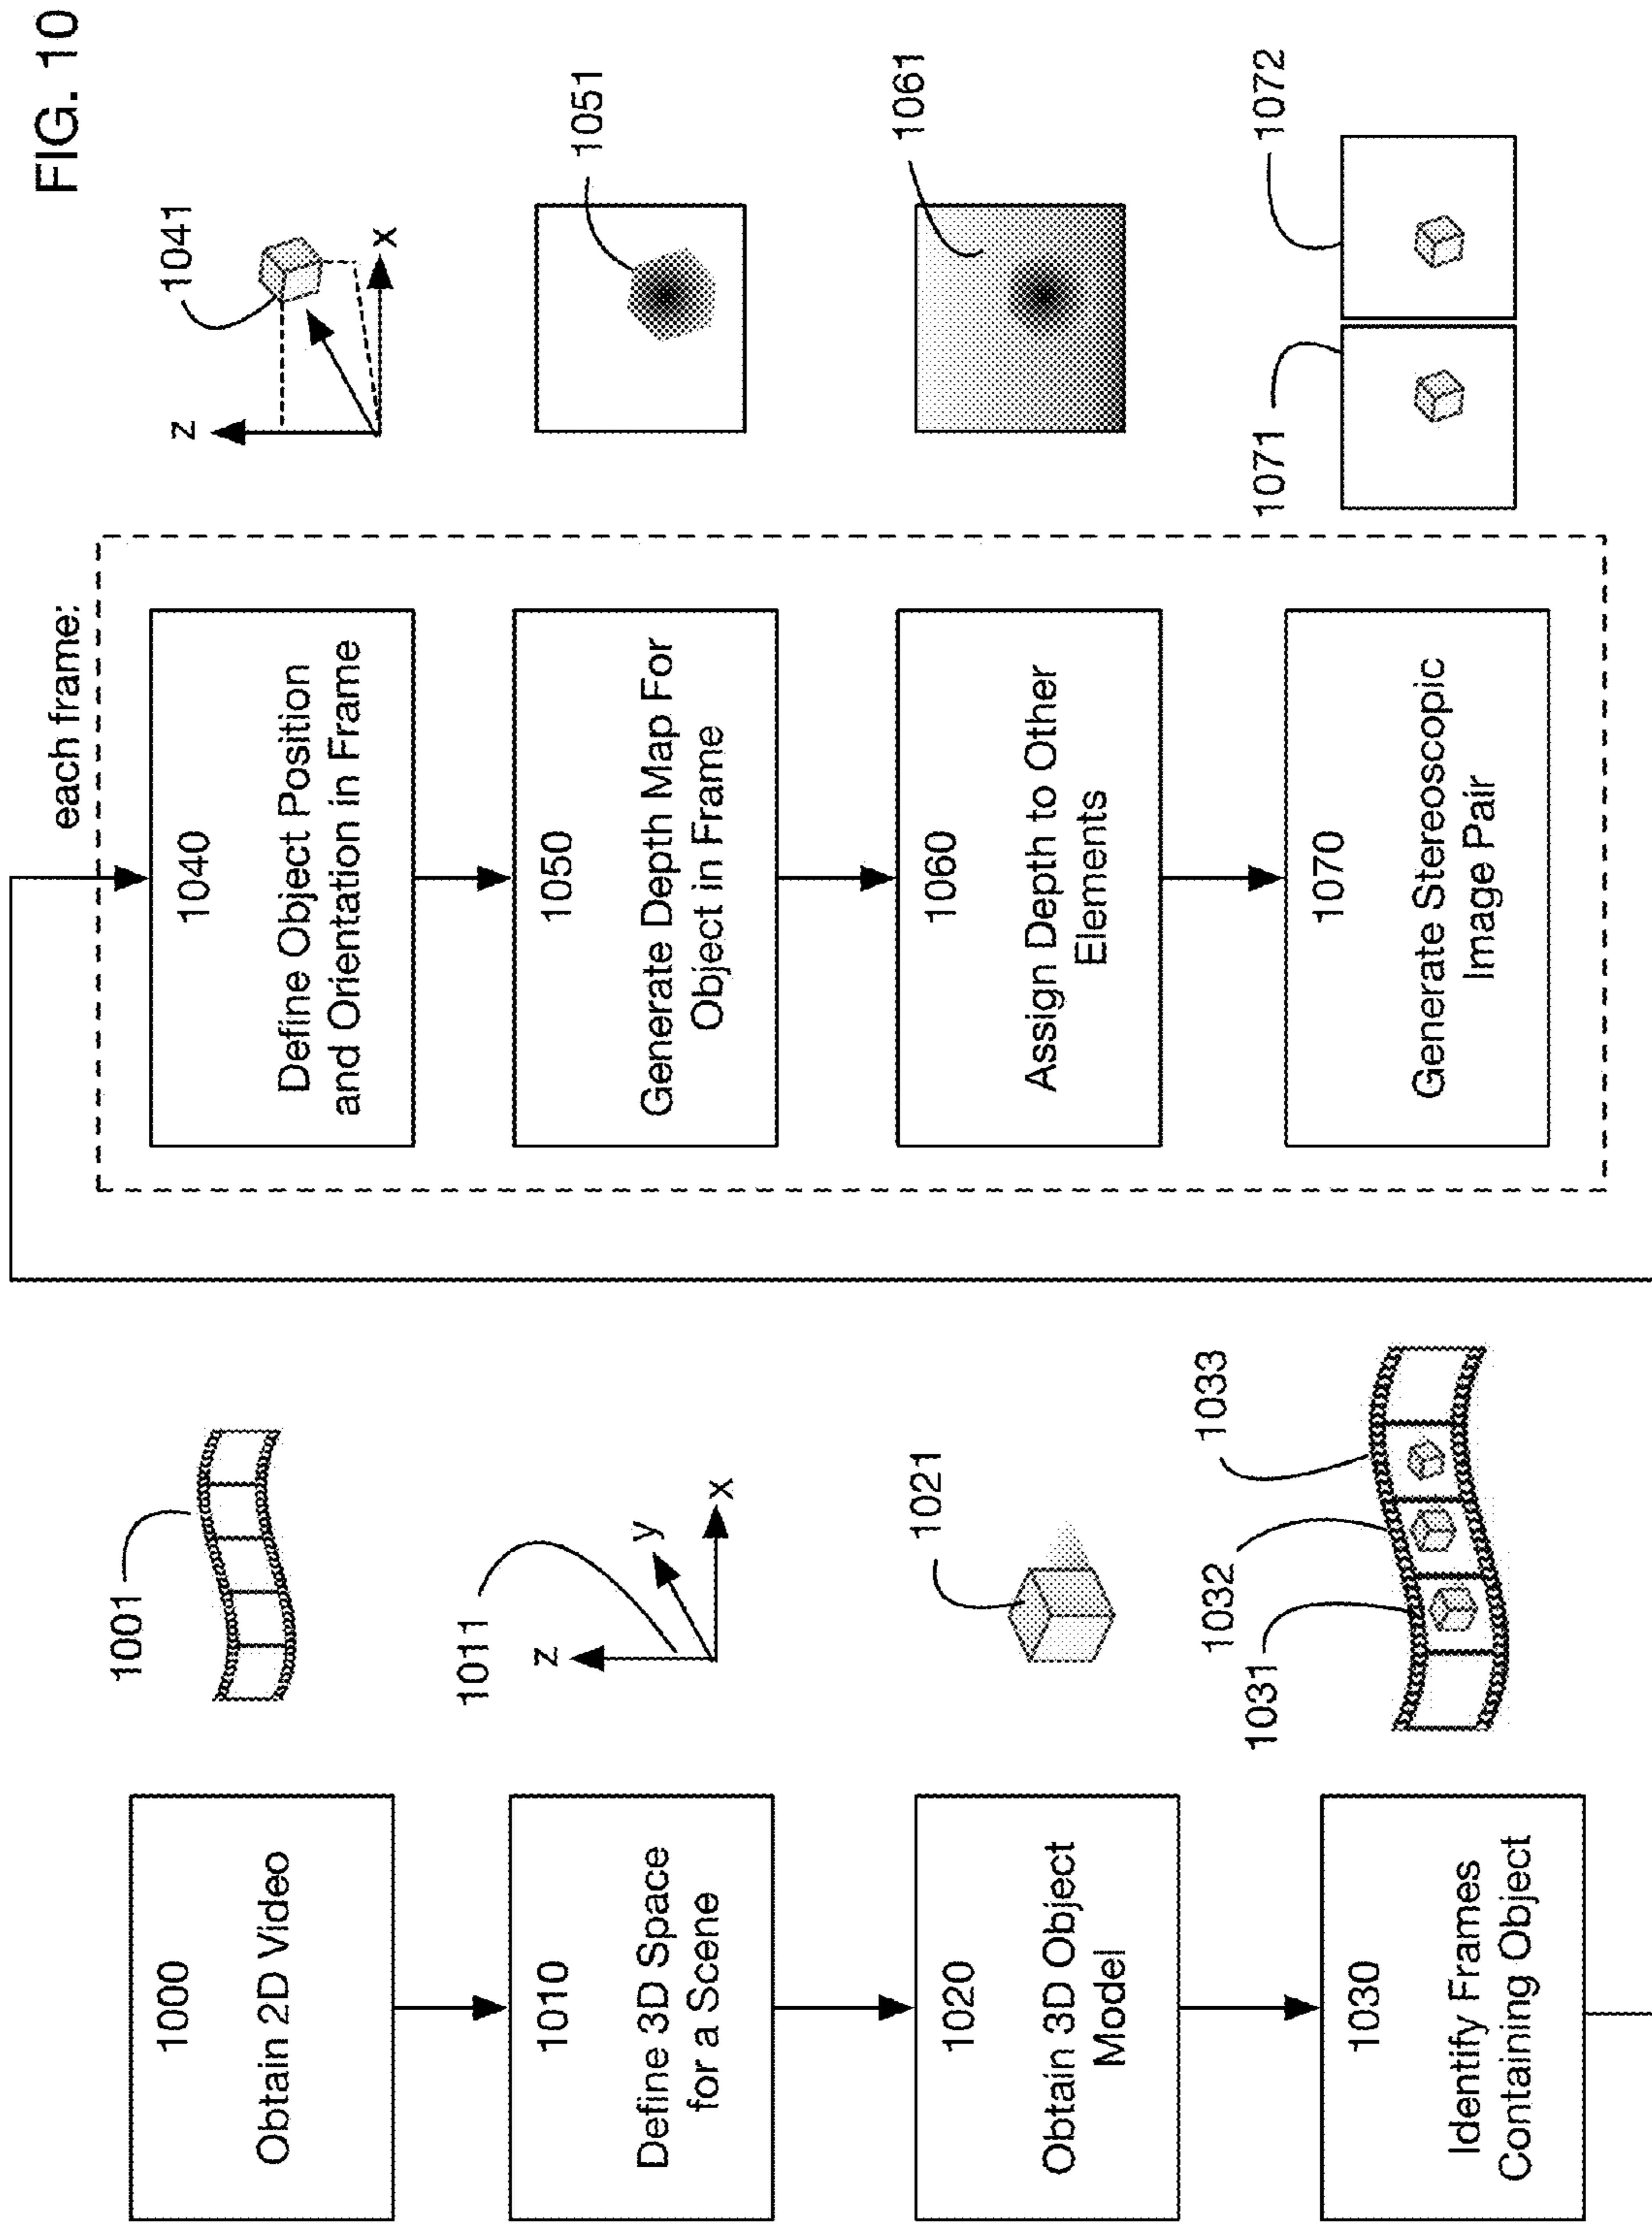 FIG. 10
1000
Obtain 2D Video
1001
1010
Define 3D Space
for a Scene
1011
z
y
x
1020
Obtain 3D Object
Model
1021
1030
Identify Frames
Containing Object
1031
1032
1033
each frame:
1040
Define Object Position
and Orientation in Frame
1041
z
x
1050
Generate Depth Map For
Object in Frame
1051
1060
Assign Depth to Other
Elements
1061
1070
Generate Stereoscopic
Image Pair
1071
1072